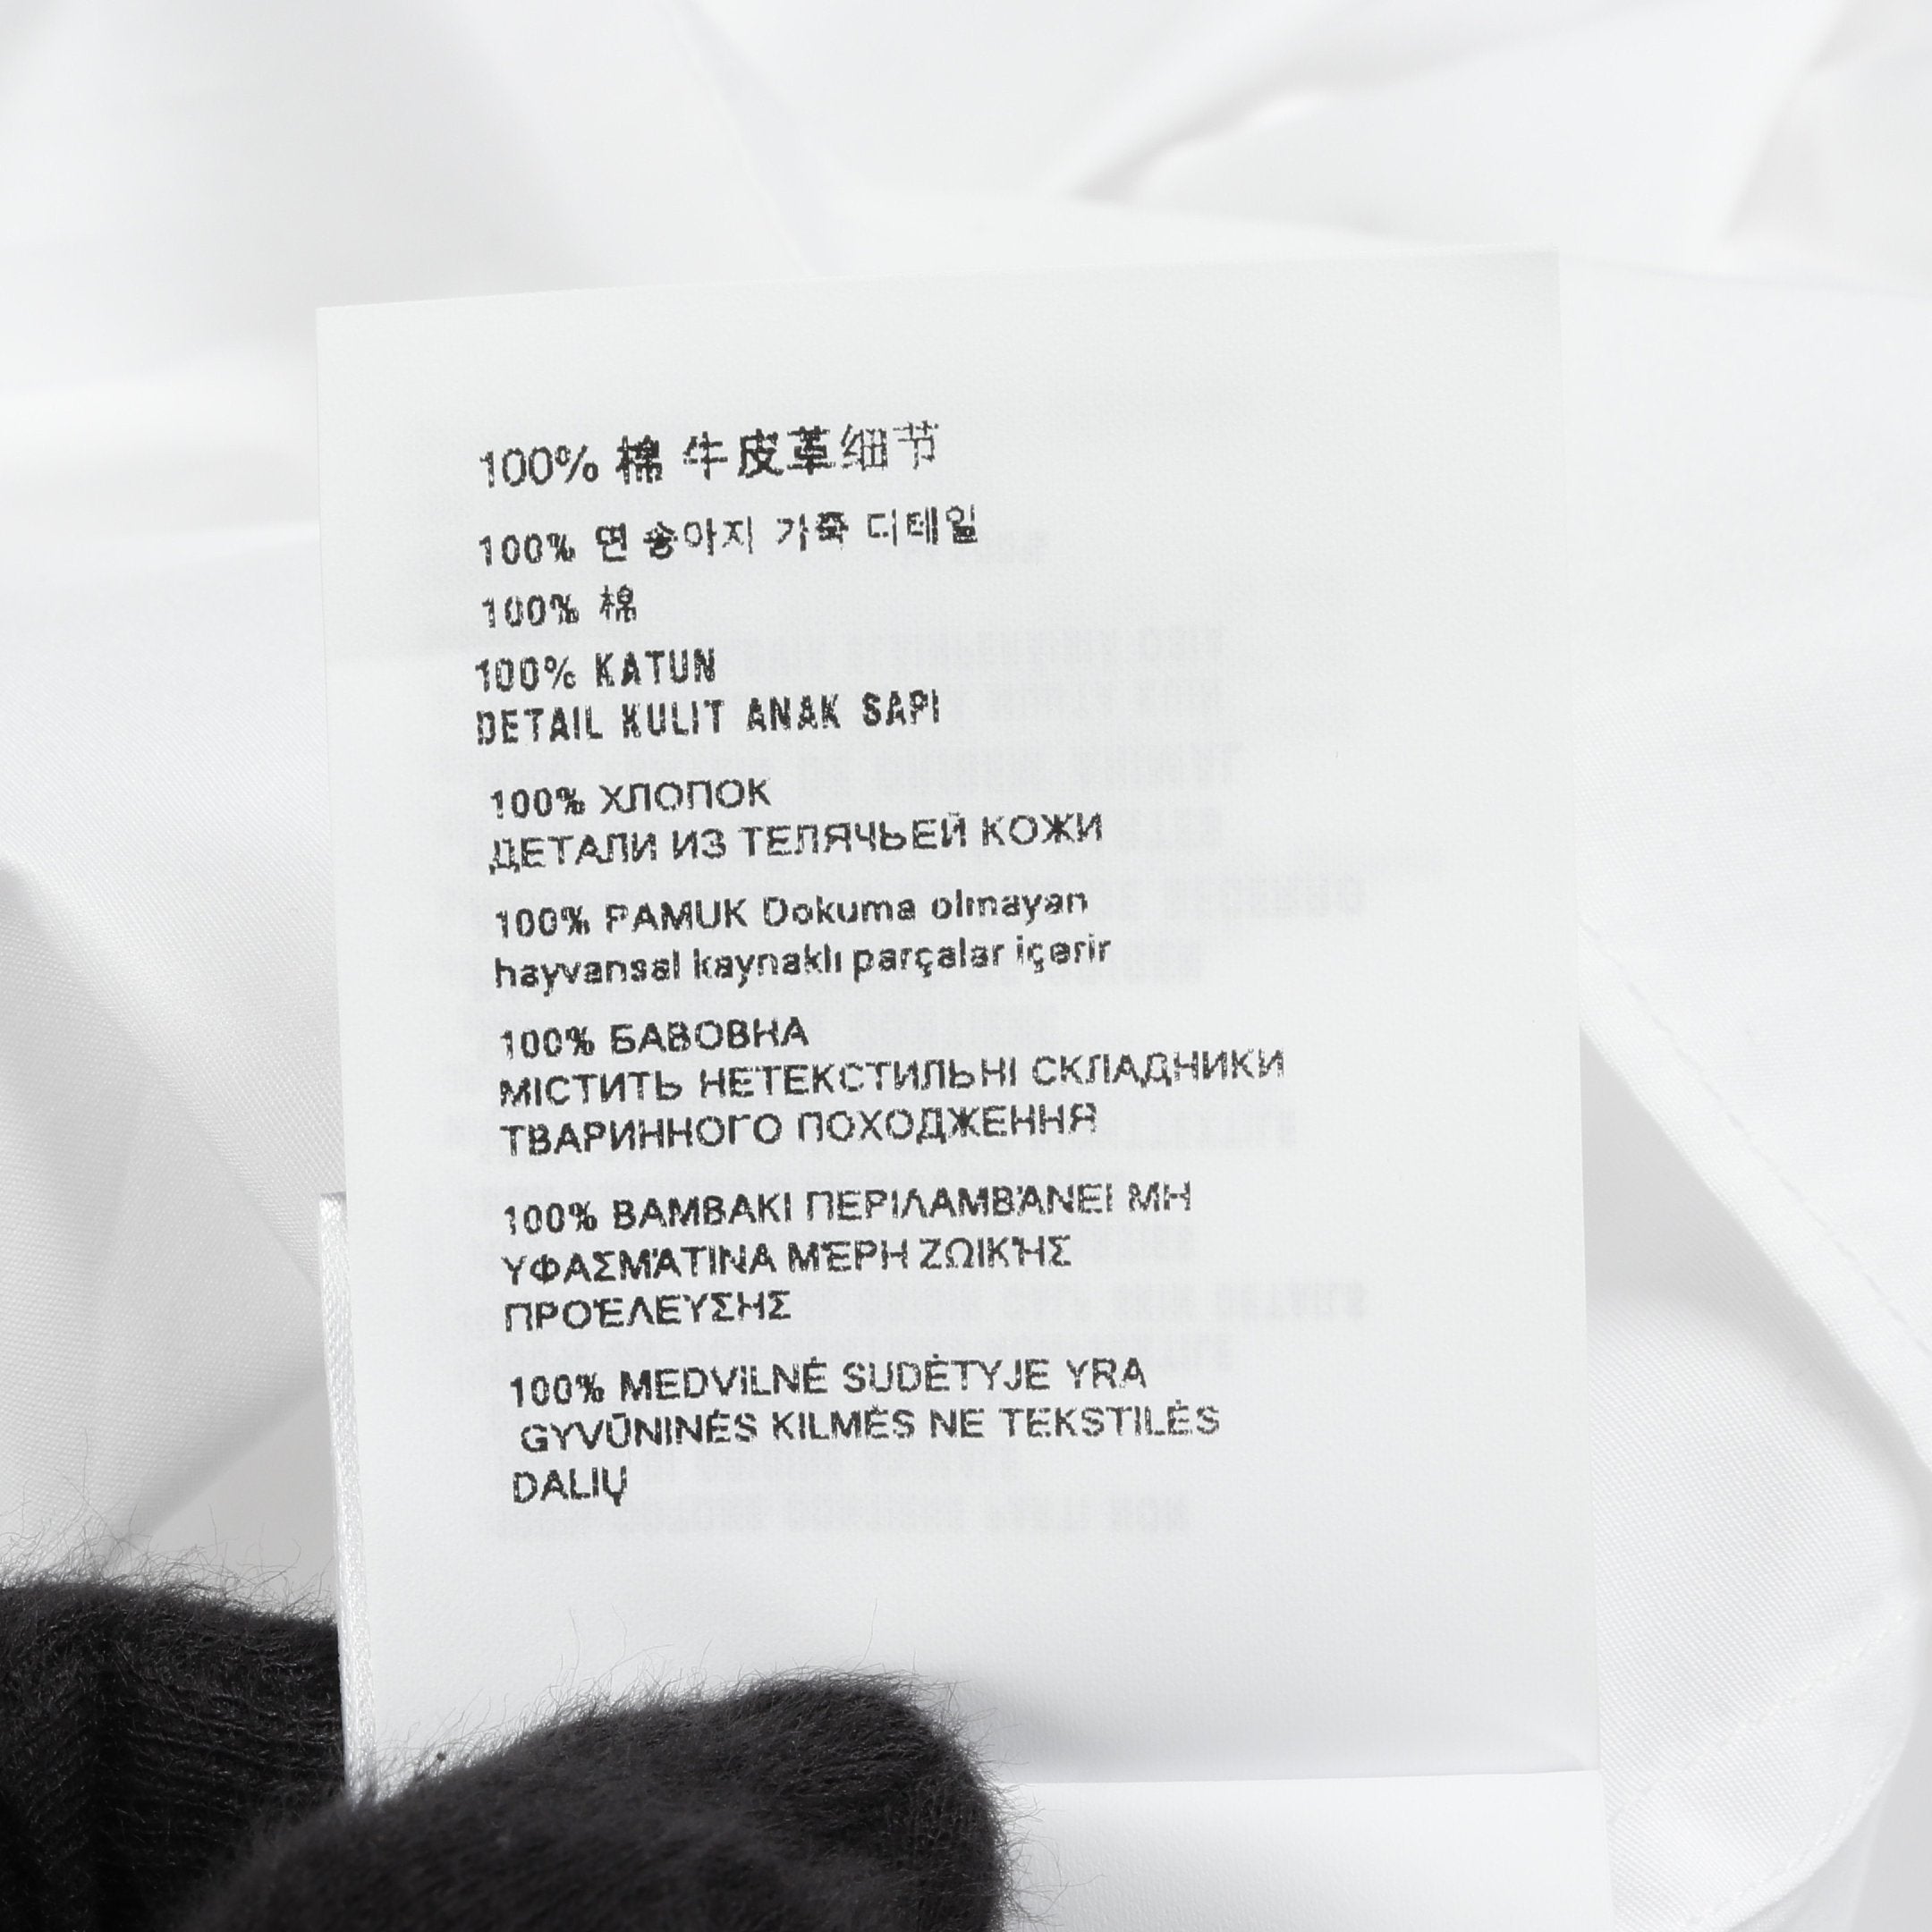 100% 棉 牛皮革细节
100% 면 송아지 가죽 디테일
100% 棉
100% KATUN
DETAIL KULIT ANAK SAPI
100% ХЛОПОК
ДЕТАЛИ ИЗ ТЕЛЯЧЬЕЙ КОЖИ
100% PAMUK Dokuma olmayan
hayvansal kaynaklı parçalar içerir
100% БАВОВНА
МІСТИТЬ НЕТЕКСТИЛЬНІ СКЛАДНИКИ
ТВАРИННОГО ПОХОДЖЕННЯ
100% ΒΑΜΒΑΚΙ ΠΕΡΙΛΑΜΒΆΝΕΙ ΜΗ
ΥΦΑΣΜΆΤΙΝΑ ΜΈΡΗ ΖΩΙΚΉΣ
ΠΡΟΈΛΕΥΣΗΣ
100% MEDVILNĖ SUDĖTYJE YRA
GYVŪNINĖS KILMĖS NE TEKSTILĖS
DALIŲ